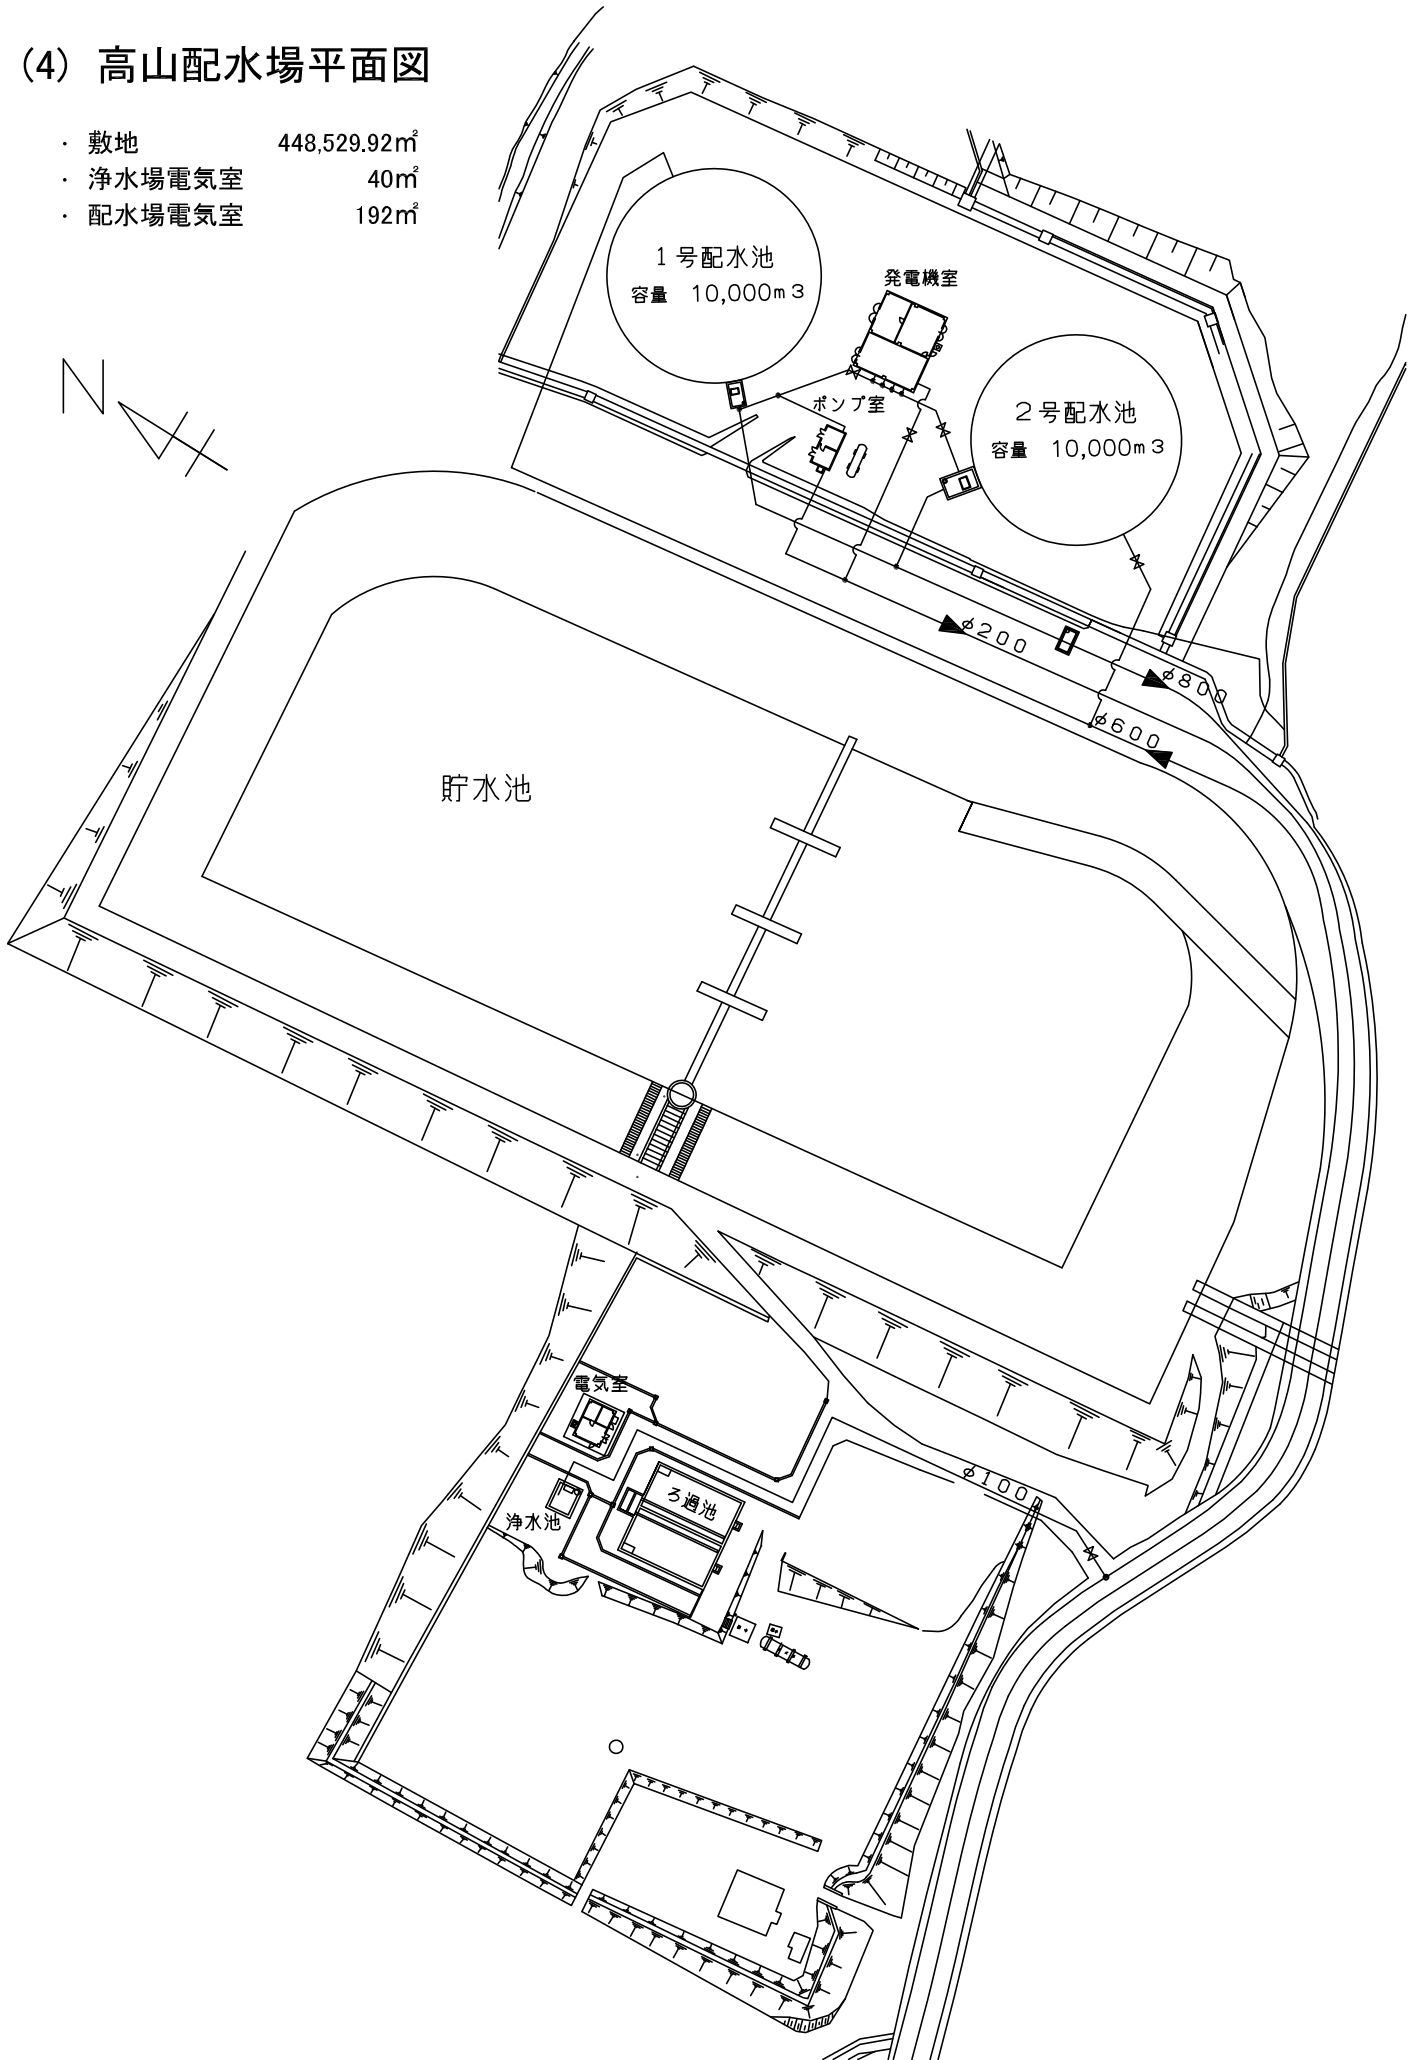 (4) 高山配水場平面図
・ 敷地 448,529.92㎡
・ 浄水場電気室 40㎡
・ 配水場電気室 192㎡
1号配水池
容量 10,000m3
発電機室
ポンプ室
2号配水池
容量 10,000m3
N
φ200
φ800
φ600
貯水池
電気室
φ100
ろ過池
浄水池